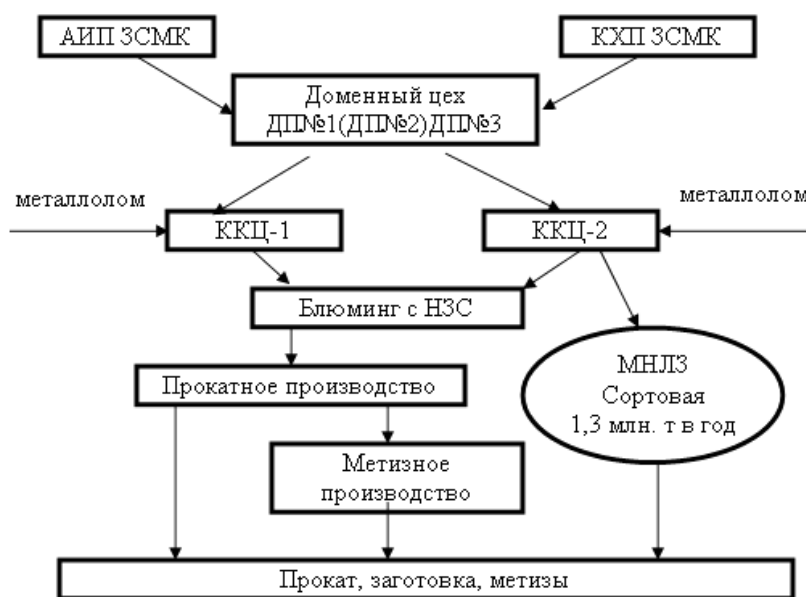 АИП ЗСМК
КХП ЗСМК
Доменный цех
ДП№1(ДП№2)ДП№3
металлолом
металлолом
ККЦ-1
ККЦ-2
Блюминг с НЗС
МНЛЗ
Сортовая
1,3 млн. т в год
Прокатное производство
Метизное
производство
Прокат, заготовка, метизы